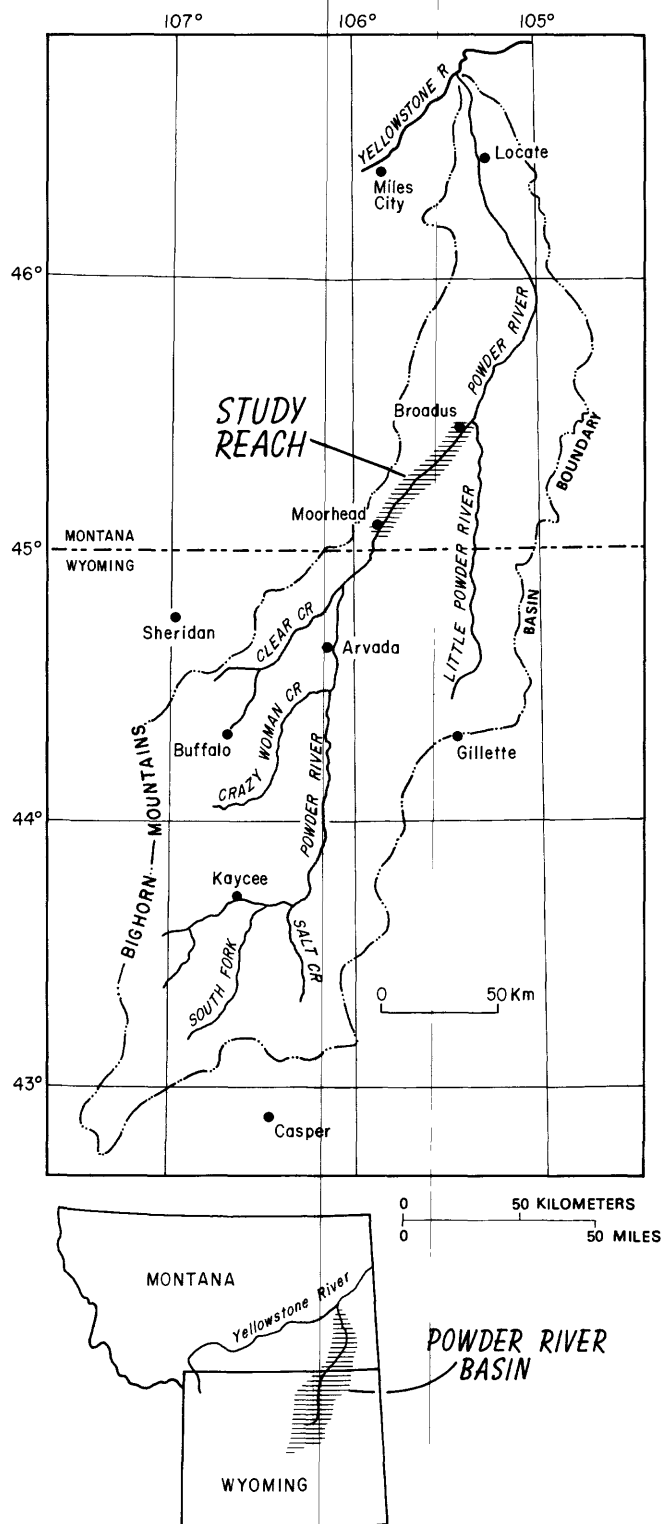 107°
106°
105°
YELLOWSTONE R
Locate
Miles
City
46°
POWDER RIVER
STUDY
REACH
Broadus
BOUNDARY
Moorhead
MONTANA
45°
WYOMING
LITTLE POWDER RIVER
BASIN
Sheridan
CLEAR CR
Arvada
CRAZY WOMAN CR
Buffalo
Gillette
BIGHORN MOUNTAINS
POWDER RIVER
44°
Kaycee
SALT CR
SOUTH FORK
0 50 Km
43°
Casper
0 50 KILOMETERS
0 50 MILES
MONTANA
Yellowstone River
POWDER RIVER
BASIN
WYOMING